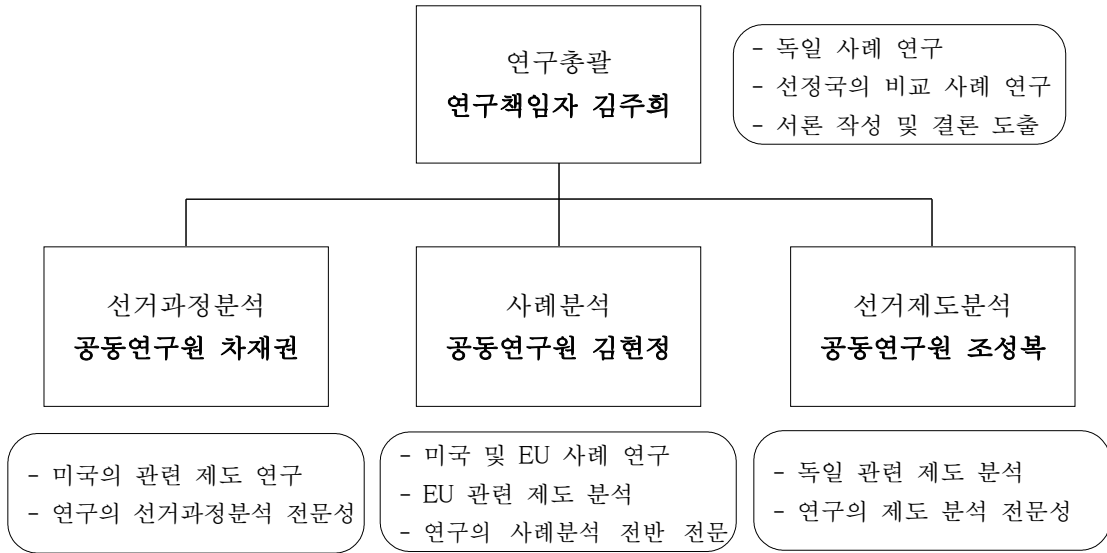 연구총괄
연구책임자 김주희
- 독일 사례 연구
- 선정국의 비교 사례 연구
- 서론 작성 및 결론 도출
선거과정분석
공동연구원 차재권
사례분석
공동연구원 김현정
선거제도분석
공동연구원 조성복
- 미국의 관련 제도 연구
- 연구의 선거과정분석 전문성
- 미국 및 EU 사례 연구
- EU 관련 제도 분석
- 연구의 사례분석 전반 전문
- 독일 관련 제도 분석
- 연구의 제도 분석 전문성